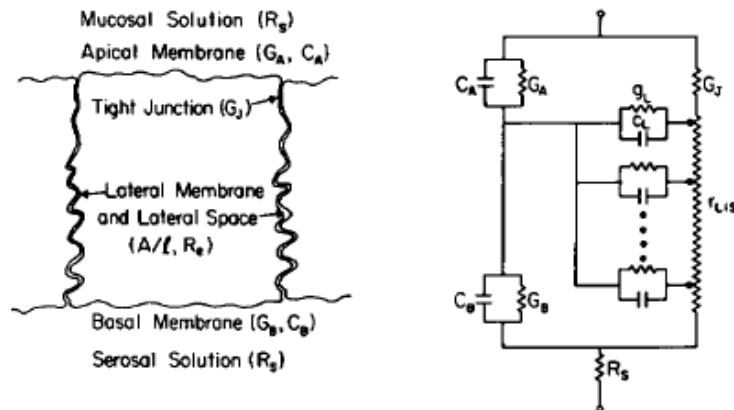 Mucosal Solution (Rs)
Apical Membrane (GA, CA)
Tight Junction (GJ)
Lateral Membrane
and Lateral Space
(A/ℓ, Re)
Basal Membrane (GB, CB)
Serosal Solution (Rs)
CA
GA
gL
CL
GJ
rLIS
CB
GB
Rs